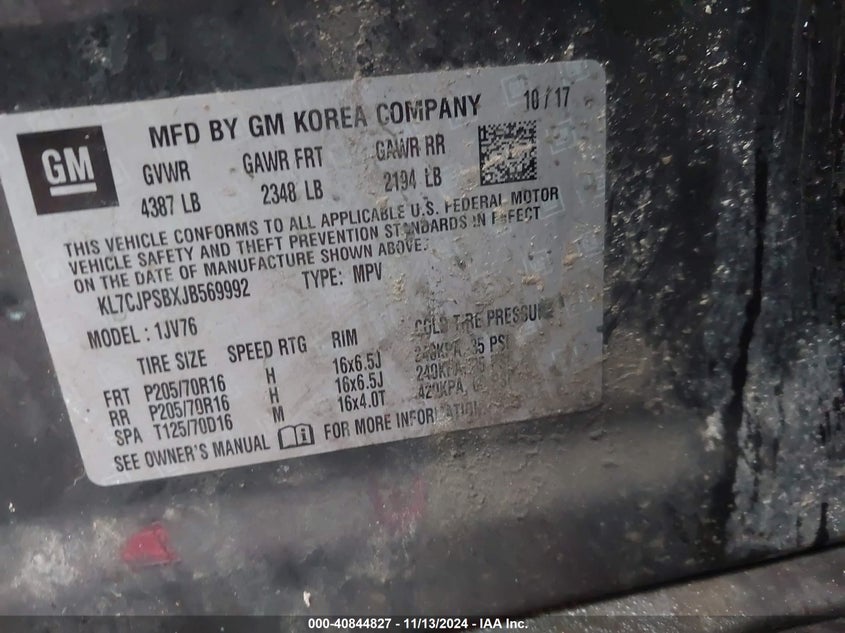 MFD BY GM KOREA COMPANY 10 / 17
GM
GVWR GAWR FRT GAWR RR
4387 LB 2348 LB 2194 LB
THIS VEHICLE CONFORMS TO ALL APPLICABLE U.S. FEDERAL MOTOR
VEHICLE SAFETY AND THEFT PREVENTION STANDARDS IN EFFECT
ON THE DATE OF MANUFACTURE SHOWN ABOVE.
KL7CJPSBXJB569992 TYPE: MPV
MODEL : 1JV76
TIRE SIZE SPEED RTG RIM COLD TIRE PRESSURE
FRT P205/70R16 H 16x6.5J 240KPA, 35 PSI
RR P205/70R16 H 16x6.5J 240KPA,
SPA T125/70D16 M 16x4.0T 420KPA,
SEE OWNER'S MANUAL FOR MORE INFORMATION
000-40844827 - 11/13/2024 - IAA Inc.